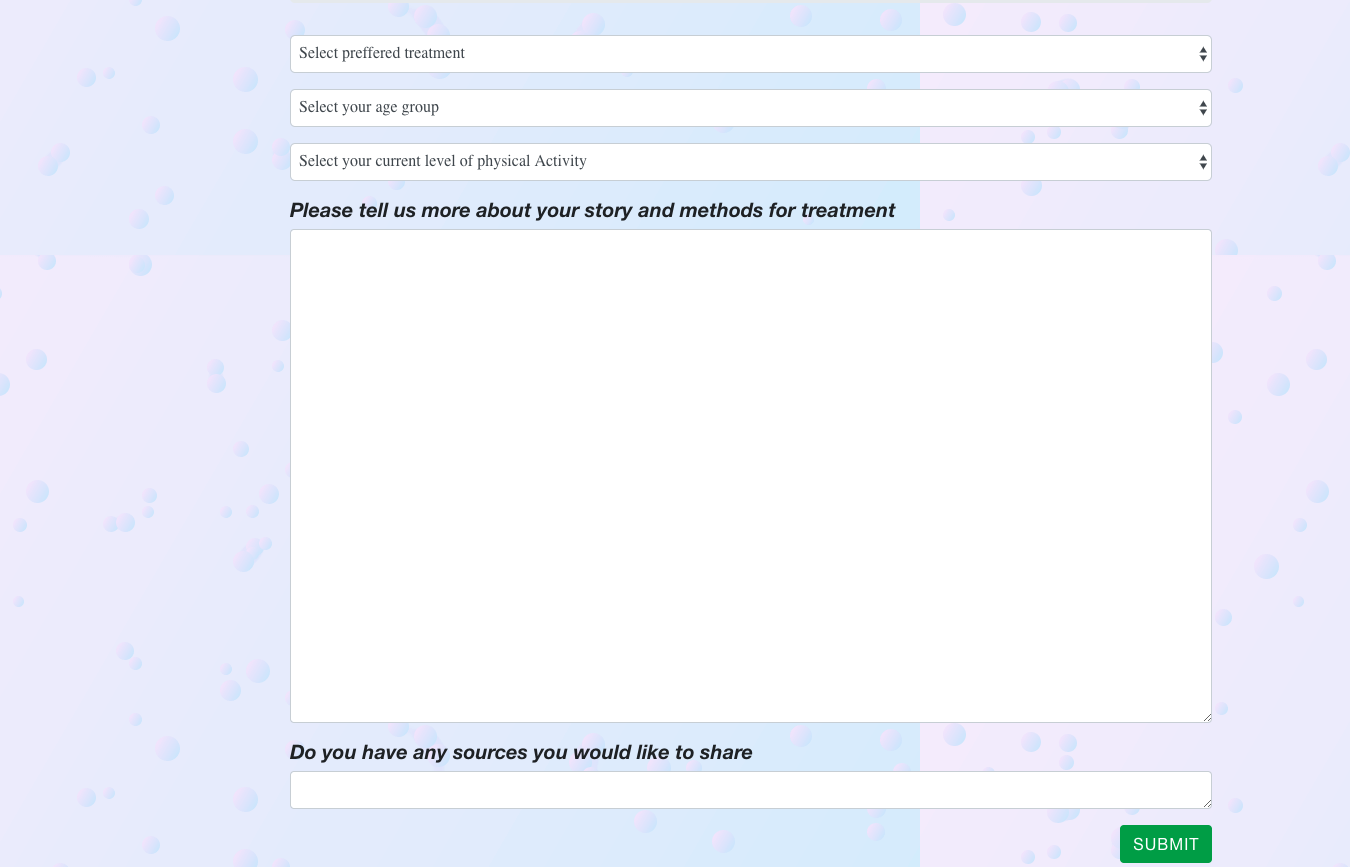 Select preffered treatment
Select your age group
Select your current level of physical Activity
Please tell us more about your story and methods for treatment
Do you have any sources you would like to share
SUBMIT